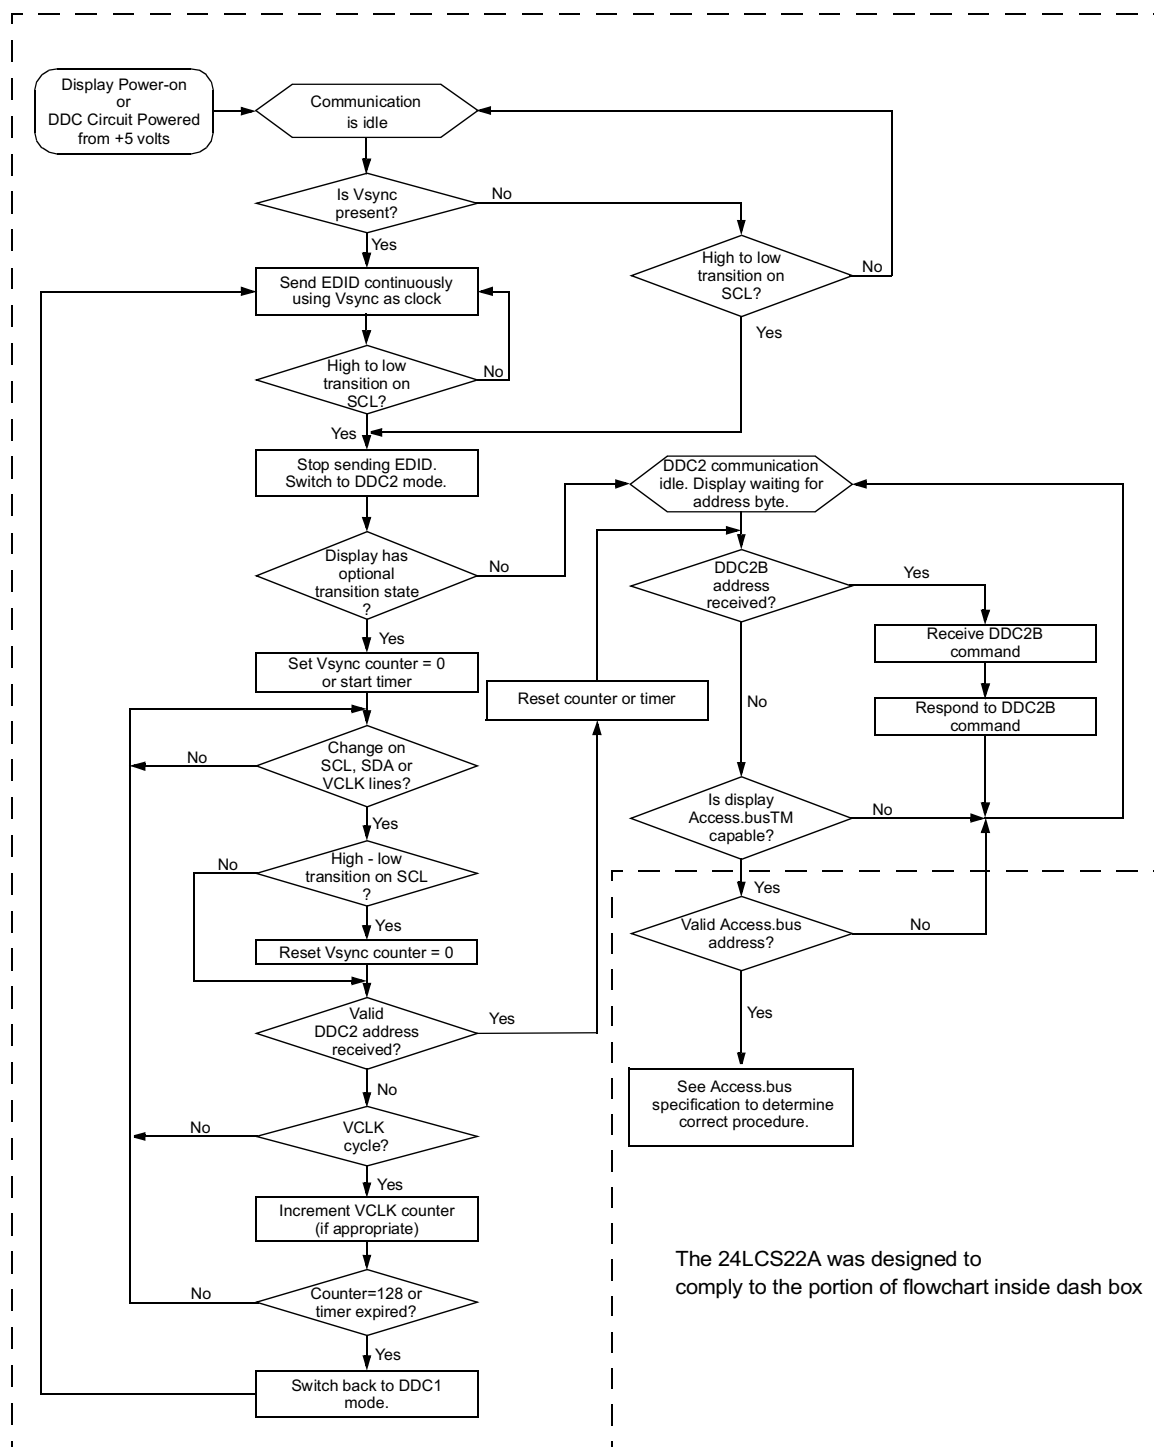 Display Power-on
or
DDC Circuit Powered
from +5 volts
Communication
is idle
Is Vsync
present?
No
Yes
High to low
transition on
SCL?
No
Yes
Send EDID continuously
using Vsync as clock
High to low
transition on
SCL?
No
Yes
Stop sending EDID.
Switch to DDC2 mode.
DDC2 communication
idle. Display waiting for
address byte.
Display has
optional
transition state
?
No
Yes
DDC2B
address
received?
Yes
No
Receive DDC2B
command
Respond to DDC2B
command
Set Vsync counter = 0
or start timer
Reset counter or timer
Change on
SCL, SDA or
VCLK lines?
No
Yes
Is display
Access.busTM
capable?
No
Yes
High - low
transition on SCL
?
No
Yes
Reset Vsync counter = 0
Valid Access.bus
address?
No
Yes
Valid
DDC2 address
received?
Yes
No
See Access.bus
specification to determine
correct procedure.
VCLK
cycle?
No
Yes
Increment VCLK counter
(if appropriate)
Counter=128 or
timer expired?
No
Yes
Switch back to DDC1
mode.
The 24LCS22A was designed to
comply to the portion of flowchart inside dash box